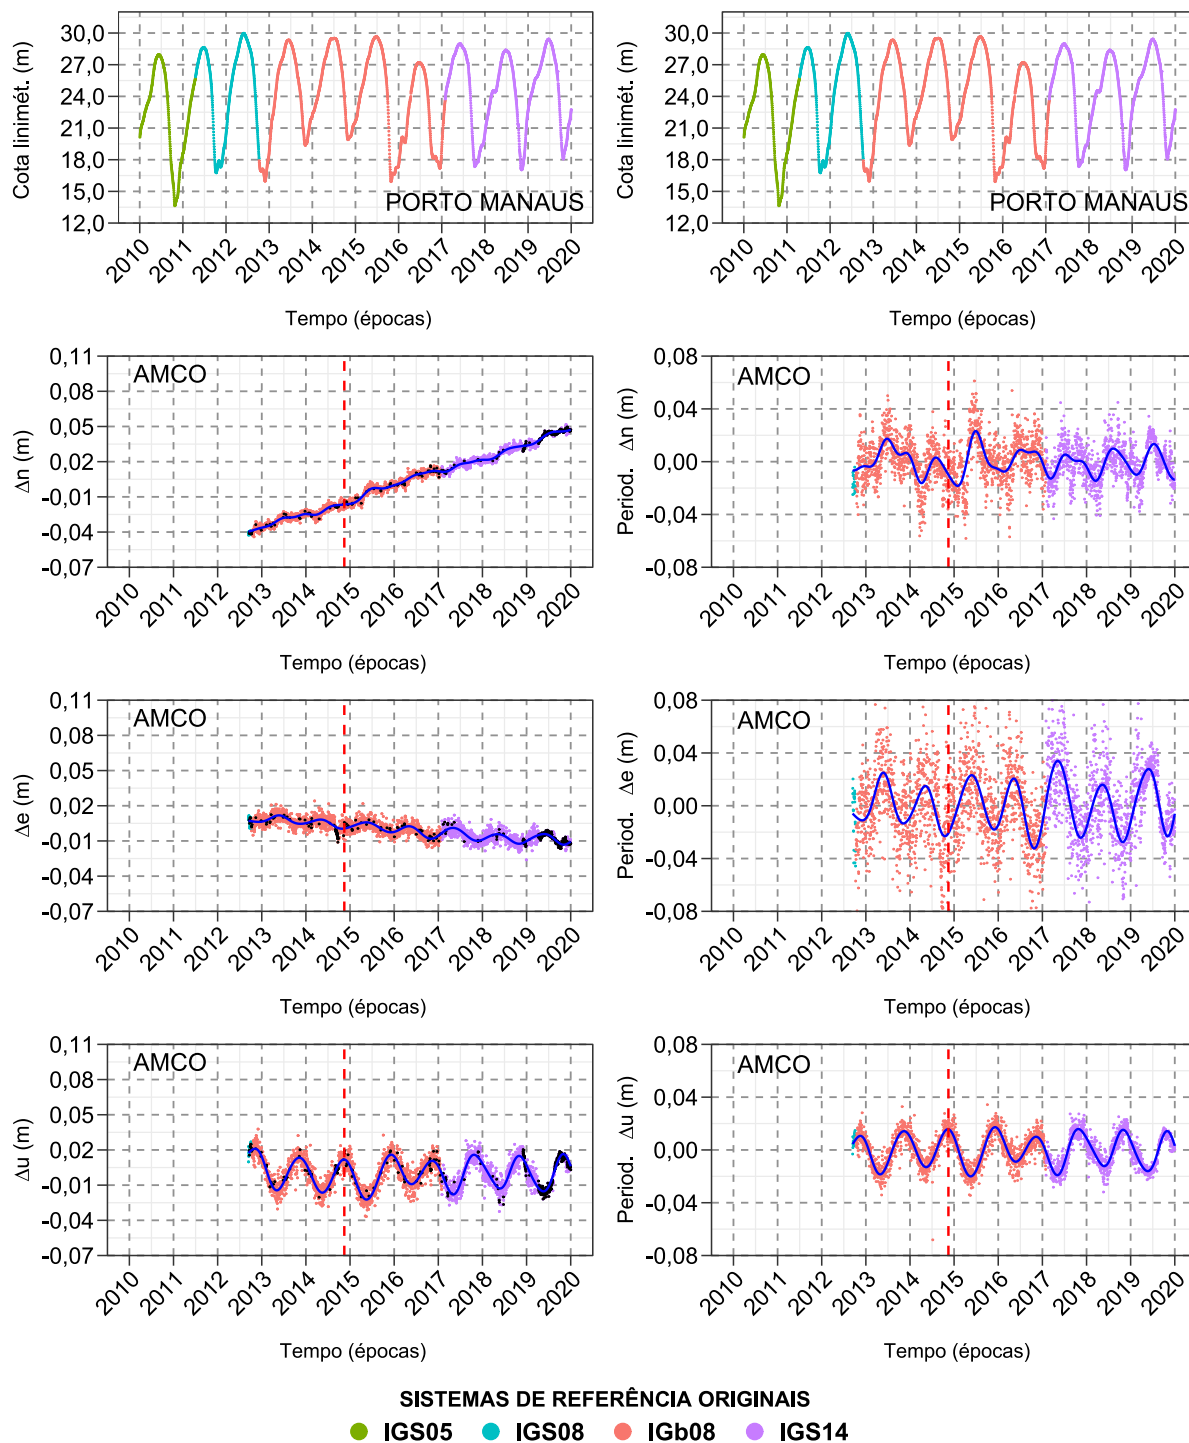 30,0
27,0
24,0
21,0
18,0
15,0
12,0
Cota linimét. (m)
PORTO MANAUS
2010 2011 2012 2013 2014 2015 2016 2017 2018 2019 2020
Tempo (épocas)
30,0
27,0
24,0
21,0
18,0
15,0
12,0
Cota linimét. (m)
PORTO MANAUS
2010 2011 2012 2013 2014 2015 2016 2017 2018 2019 2020
Tempo (épocas)
0,11
0,08
0,05
0,02
-0,01
-0,04
-0,07
Δn (m)
AMCO
2010 2011 2012 2013 2014 2015 2016 2017 2018 2019 2020
Tempo (épocas)
0,08
0,04
0,00
-0,04
-0,08
Period. Δn (m)
AMCO
2010 2011 2012 2013 2014 2015 2016 2017 2018 2019 2020
Tempo (épocas)
0,11
0,08
0,05
0,02
-0,01
-0,04
-0,07
Δe (m)
AMCO
2010 2011 2012 2013 2014 2015 2016 2017 2018 2019 2020
Tempo (épocas)
0,08
0,04
0,00
-0,04
-0,08
Period. Δe (m)
AMCO
2010 2011 2012 2013 2014 2015 2016 2017 2018 2019 2020
Tempo (épocas)
0,11
0,08
0,05
0,02
-0,01
-0,04
-0,07
Δu (m)
AMCO
2010 2011 2012 2013 2014 2015 2016 2017 2018 2019 2020
Tempo (épocas)
0,08
0,04
0,00
-0,04
-0,08
Period. Δu (m)
AMCO
2010 2011 2012 2013 2014 2015 2016 2017 2018 2019 2020
Tempo (épocas)
SISTEMAS DE REFERÊNCIA ORIGINAIS
IGS05 IGS08 IGb08 IGS14